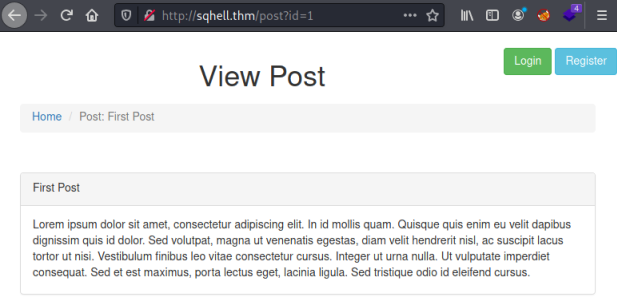 http://sqhell.thm/post?id=1
4
Login Register
View Post
Home / Post: First Post
First Post
Lorem ipsum dolor sit amet, consectetur adipiscing elit. In id mollis quam. Quisque quis enim eu velit dapibus
dignissim quis id dolor. Sed volutpat, magna ut venenatis egestas, diam velit hendrerit nisl, ac suscipit lacus
tortor ut nisi. Vestibulum finibus leo vitae consectetur cursus. Integer ut urna nulla. Ut vulputate imperdiet
consequat. Sed et est maximus, porta lectus eget, lacinia ligula. Sed tristique odio id eleifend cursus.